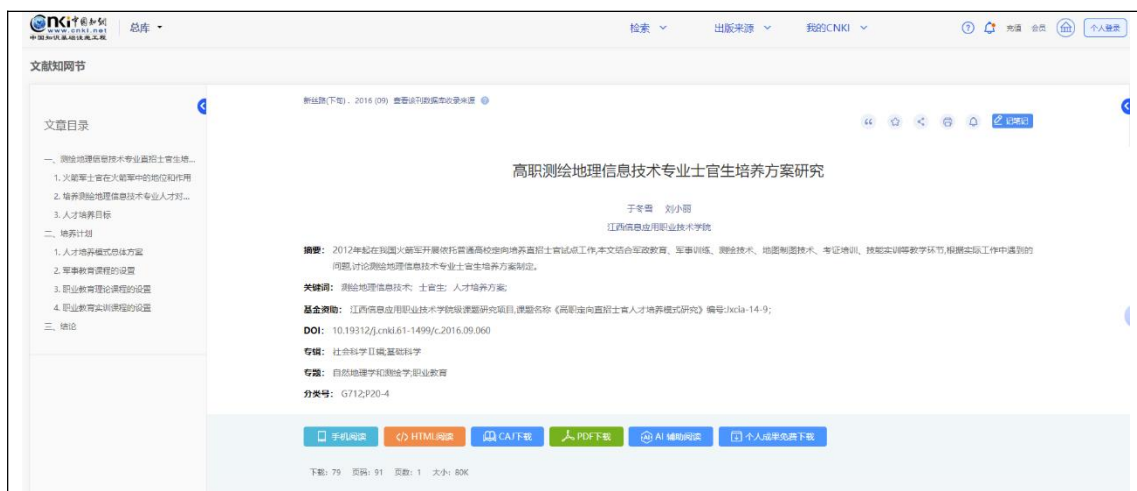 Cnki 中国知网
www.cnki.net
中国知识基础设施工程
总库
检索
出版来源
我的CNKI
充值
会员
个人登录
文献知网节
文章目录
一、测绘地理信息技术专业直招士官生培...
1. 火箭军士官在火箭军中的地位和作用
2. 培养测绘地理信息技术专业人才对...
3. 人才培养目标
二、培养计划
1. 人才培养模式总体方案
2. 军事教育课程的设置
3. 职业教育理论课程的设置
4. 职业教育实训课程的设置
三、结论
新丝路(下旬) . 2016 (09) 查看该刊数据库收录来源
记笔记
高职测绘地理信息技术专业士官生培养方案研究
于冬雪 刘小丽
江西信息应用职业技术学院
摘要: 2012年起在我国火箭军开展依托普通高校定向培养直招士官试点工作,本文结合军政教育、军事训练、测绘技术、地图制图技术、考证培训、技能实训等教学环节,根据实际工作中遇到的
问题,讨论测绘地理信息技术专业士官生培养方案制定。
关键词: 测绘地理信息技术; 士官生; 人才培养方案;
基金资助: 江西信息应用职业技术学院级课题研究项目,课题名称《高职定向直招士官人才培养模式研究》编号:Jxcia-14-9;
DOI: 10.19312/j.cnki.61-1499/c.2016.09.060
专辑: 社会科学Ⅱ辑;基础科学
专题: 自然地理学和测绘学;职业教育
分类号: G712;P20-4
手机阅读
HTML阅读
CAJ下载
PDF下载
AI 辅助阅读
个人成果免费下载
下载: 79 页码: 91 页数: 1 大小: 80K